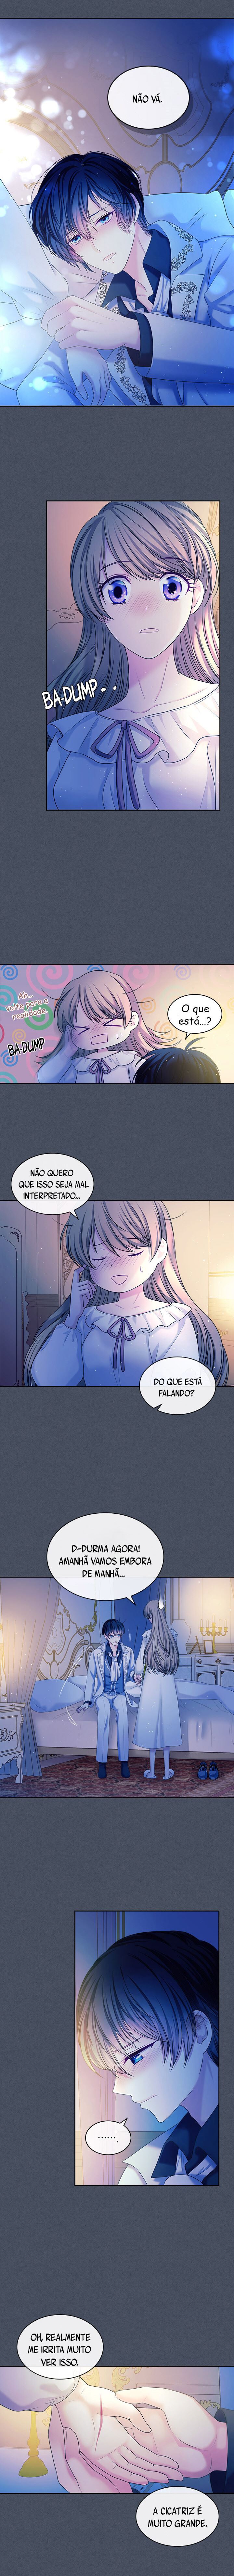 NÃO VÁ.
BA-DUMP - -
Ah...
volte para a
realidade.
O que
está...?
BA-DUMP
NÃO QUERO
QUE ISSO SEJA MAL
INTERPRETADO...
DO QUE ESTÁ
FALANDO?
D-DURMA AGORA!
AMANHÃ VAMOS EMBORA
DE MANHÃ...
.......
OH, REALMENTE
ME IRRITA MUITO
VER ISSO.
A CICATRIZ É
MUITO GRANDE.